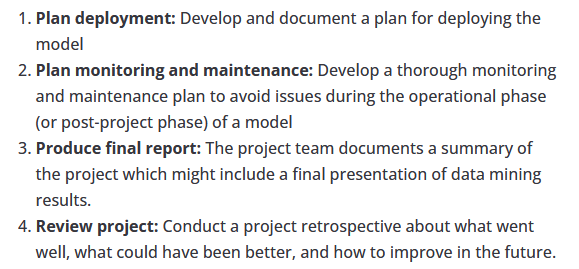 1. Plan deployment: Develop and document a plan for deploying the
model
2. Plan monitoring and maintenance: Develop a thorough monitoring
and maintenance plan to avoid issues during the operational phase
(or post-project phase) of a model
3. Produce final report: The project team documents a summary of
the project which might include a final presentation of data mining
results.
4. Review project: Conduct a project retrospective about what went
well, what could have been better, and how to improve in the future.